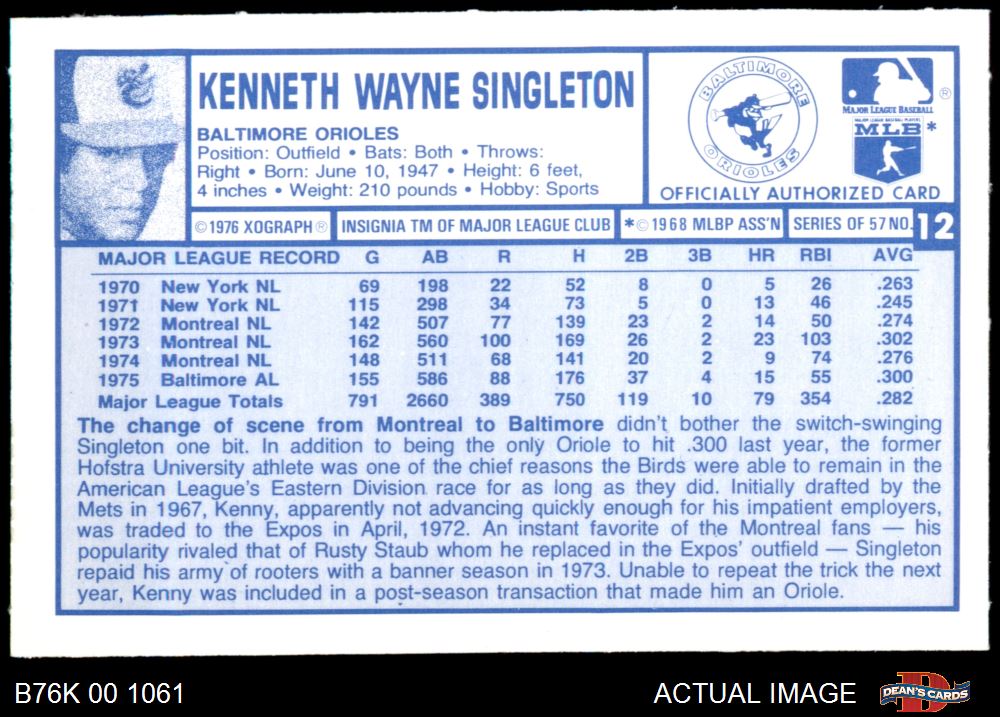 KENNETH WAYNE SINGLETON
BALTIMORE ORIOLES
Position: Outfield • Bats: Both • Throws:
Right • Born: June 10, 1947 • Height: 6 feet,
4 inches • Weight: 210 pounds • Hobby: Sports
BALTIMORE
ORIOLES
MAJOR LEAGUE BASEBALL ®
MAJOR LEAGUE BASEBALL PLAYERS
MLB *
OFFICIALLY AUTHORIZED CARD
© 1976 XOGRAPH ®
INSIGNIA TM OF MAJOR LEAGUE CLUB
* © 1968 MLBP ASS'N
SERIES OF 57 NO. 12
MAJOR LEAGUE RECORD G AB R H 2B 3B HR RBI AVG
1970 New York NL 69 198 22 52 8 0 5 26 .263
1971 New York NL 115 298 34 73 5 0 13 46 .245
1972 Montreal NL 142 507 77 139 23 2 14 50 .274
1973 Montreal NL 162 560 100 169 26 2 23 103 .302
1974 Montreal NL 148 511 68 141 20 2 9 74 .276
1975 Baltimore AL 155 586 88 176 37 4 15 55 .300
Major League Totals 791 2660 389 750 119 10 79 354 .282
The change of scene from Montreal to Baltimore didn't bother the switch-swinging
Singleton one bit. In addition to being the only Oriole to hit .300 last year, the former
Hofstra University athlete was one of the chief reasons the Birds were able to remain in the
American League's Eastern Division race for as long as they did. Initially drafted by the
Mets in 1967, Kenny, apparently not advancing quickly enough for his impatient employers,
was traded to the Expos in April, 1972. An instant favorite of the Montreal fans — his
popularity rivaled that of Rusty Staub whom he replaced in the Expos' outfield — Singleton
repaid his army of rooters with a banner season in 1973. Unable to repeat the trick the next
year, Kenny was included in a post-season transaction that made him an Oriole.
B76K 00 1061
ACTUAL IMAGE
DEAN'S CARDS